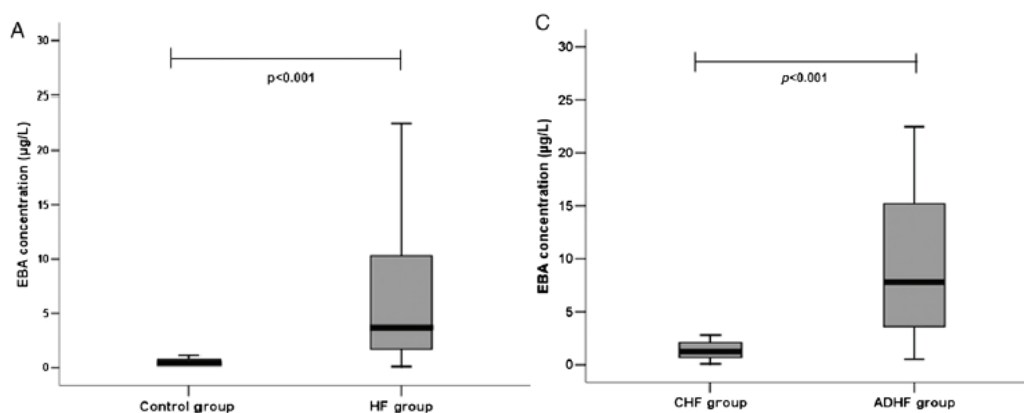 A
30
25
20
15
10
5
0
EBA concentration (µg/L)
p<0.001
Control group
HF group
C
30
25
20
15
10
5
0
EBA concentration (µg/L)
p<0.001
CHF group
ADHF group